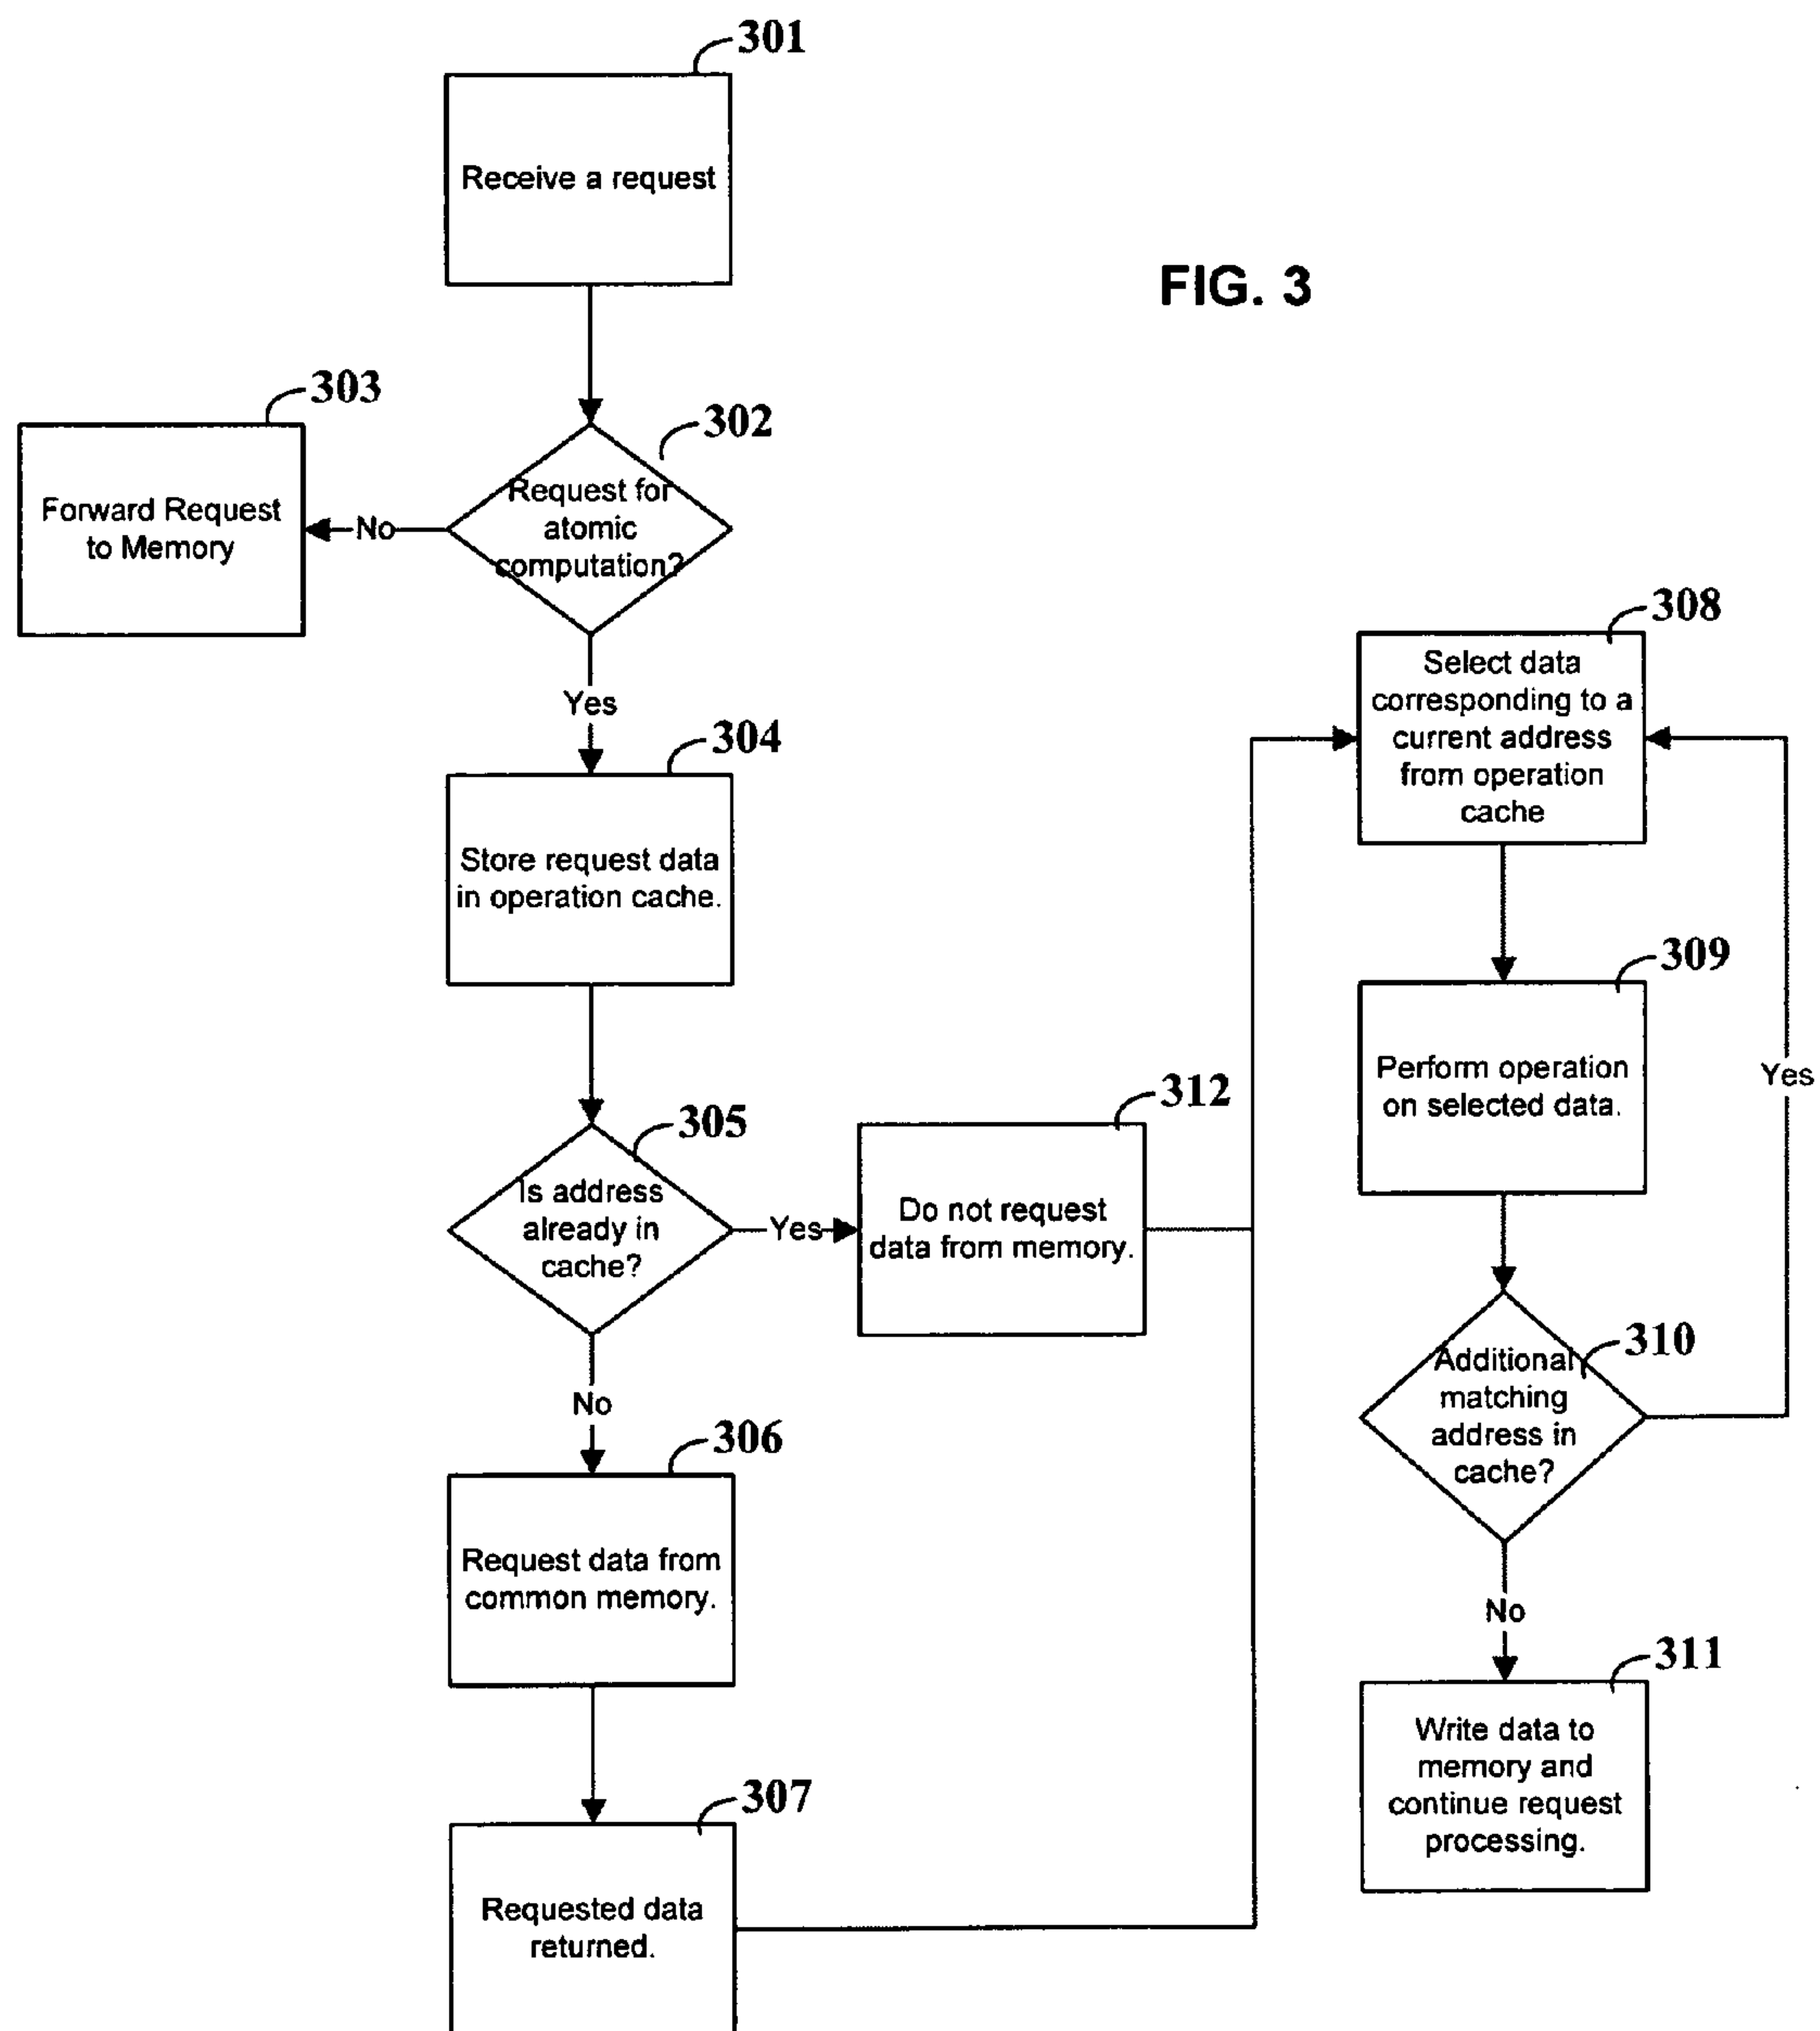 301
Receive a request
FIG. 3
303
302
Forward Request
to Memory
No
Request for
atomic
computation?
Yes
304
Store request data
in operation cache.
305
Is address
already in
cache?
Yes
312
Do not request
data from memory.
No
306
Request data from
common memory.
307
Requested data
returned.
308
Select data
corresponding to a
current address
from operation
cache
309
Perform operation
on selected data.
Yes
310
Additional
matching
address in
cache?
No
311
Write data to
memory and
continue request
processing.